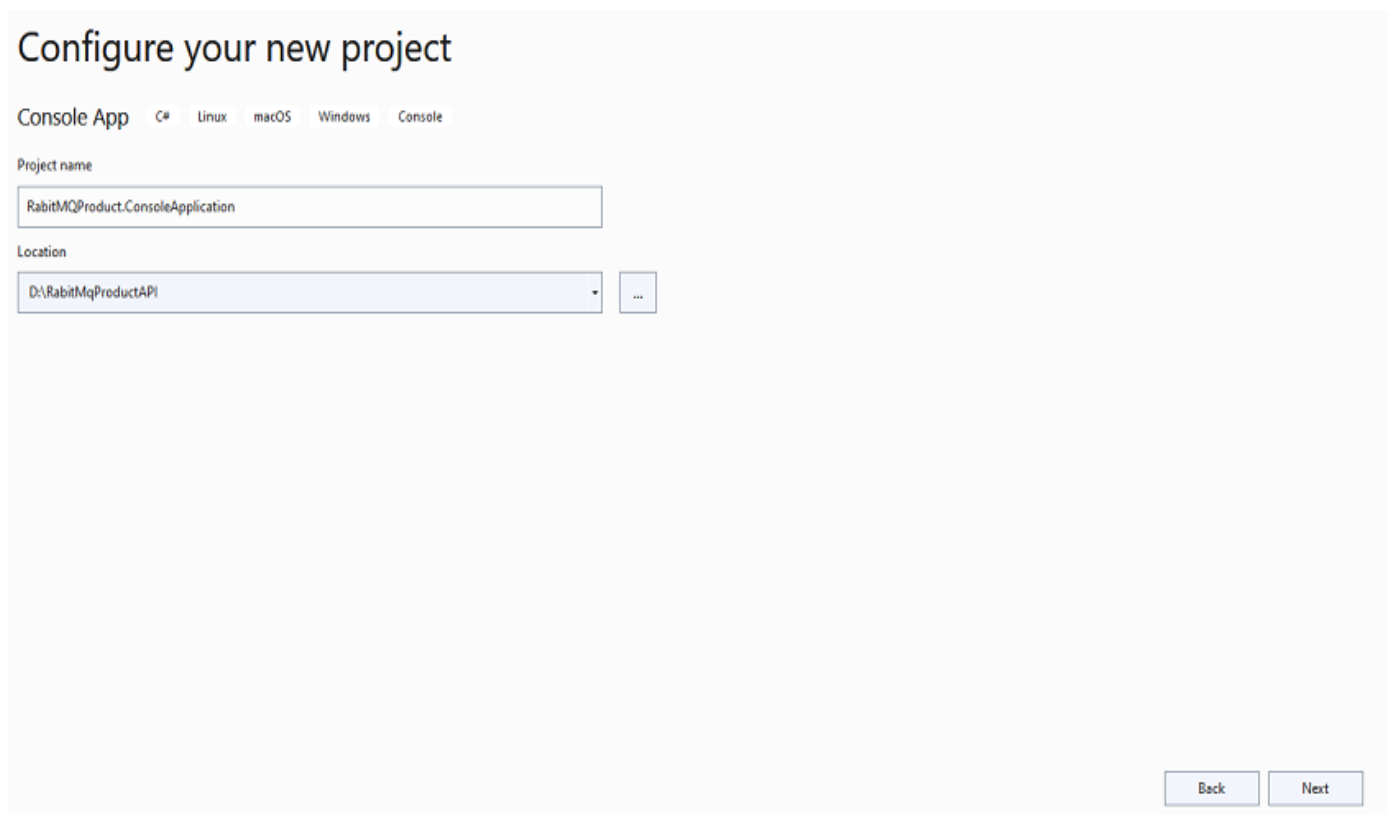 Configure your new project
Console App C# Linux macOS Windows Console
Project name
RabitMQProduct.ConsoleApplication
Location
D:\RabitMqProductAPI
...
Back Next